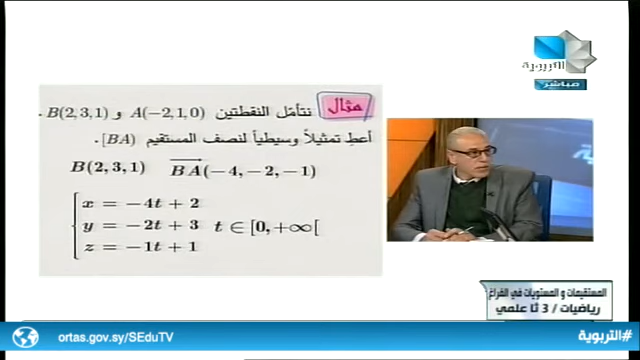 التربوية
مباشر
مثال نتأمل النقطتين A(−2,1,0) و B(2,3,1).
أعطِ تمثيلاً وسيطياً لنصف المستقيم [BA).
B(2,3,1) BA(−4,−2,−1)
x = −4t + 2
y = −2t + 3 t ∈ [0,+∞[
z = −1t + 1
المستقيمات و المستويات في الفراغ
رياضيات / 3 ثا علمي
ortas.gov.sy/SEduTV
#التربوية